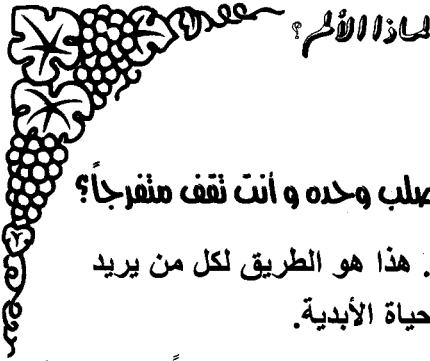 لماذا الألم ؟
صلب وحده و أنت تقف متفرجاً؟
. هذا هو الطريق لكل من يريد
حياة الأبدية.